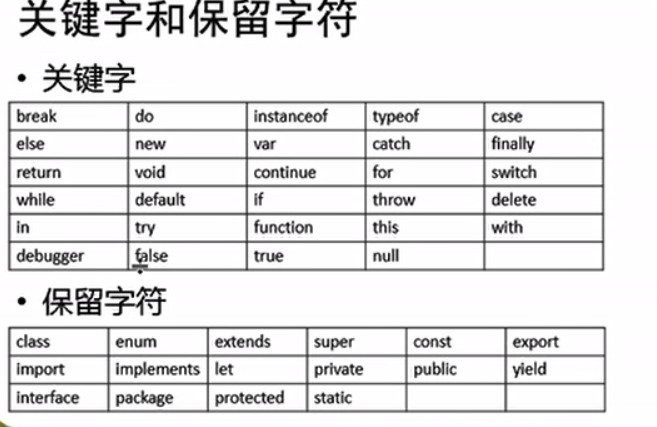 关键字和保留字符
• 关键字
break do instanceof typeof case
else new var catch finally
return void continue for switch
while default if throw delete
in try function this with
debugger false true null
• 保留字符
class enum extends super const export
import implements let private public yield
interface package protected static